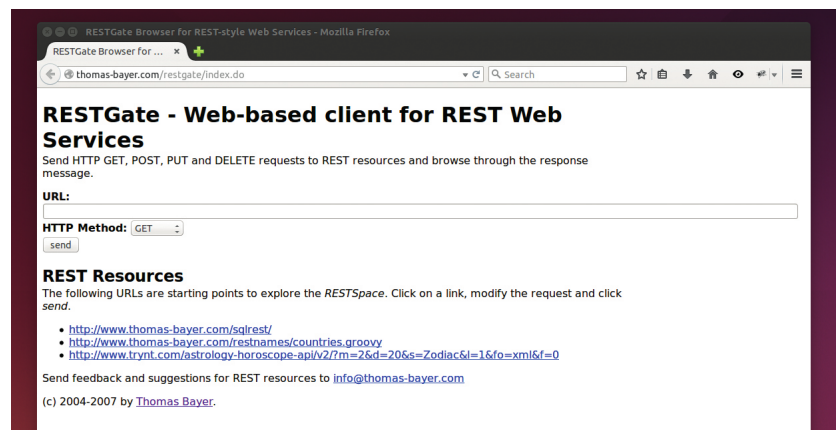 RESTGate Browser for REST-style Web Services - Mozilla Firefox
RESTGate Browser for ...
thomas-bayer.com/restgate/index.do
Search
RESTGate - Web-based client for REST Web
Services
Send HTTP GET, POST, PUT and DELETE requests to REST resources and browse through the response
message.
URL:
HTTP Method: GET
send
REST Resources
The following URLs are starting points to explore the RESTSpace. Click on a link, modify the request and click
send.
• http://www.thomas-bayer.com/sqlrest/
• http://www.thomas-bayer.com/restnames/countries.groovy
• http://www.trynt.com/astrology-horoscope-api/v2/?m=2&d=20&s=Zodiac&l=1&fo=xml&f=0
Send feedback and suggestions for REST resources to info@thomas-bayer.com
(c) 2004-2007 by Thomas Bayer.